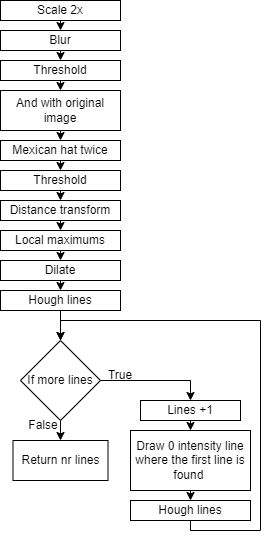 Scale 2x
Blur
Threshold
And with original
image
Mexican hat twice
Threshold
Distance transform
Local maximums
Dilate
Hough lines
If more lines
True
False
Lines +1
Return nr lines
Draw 0 intensity line
where the first line is
found
Hough lines